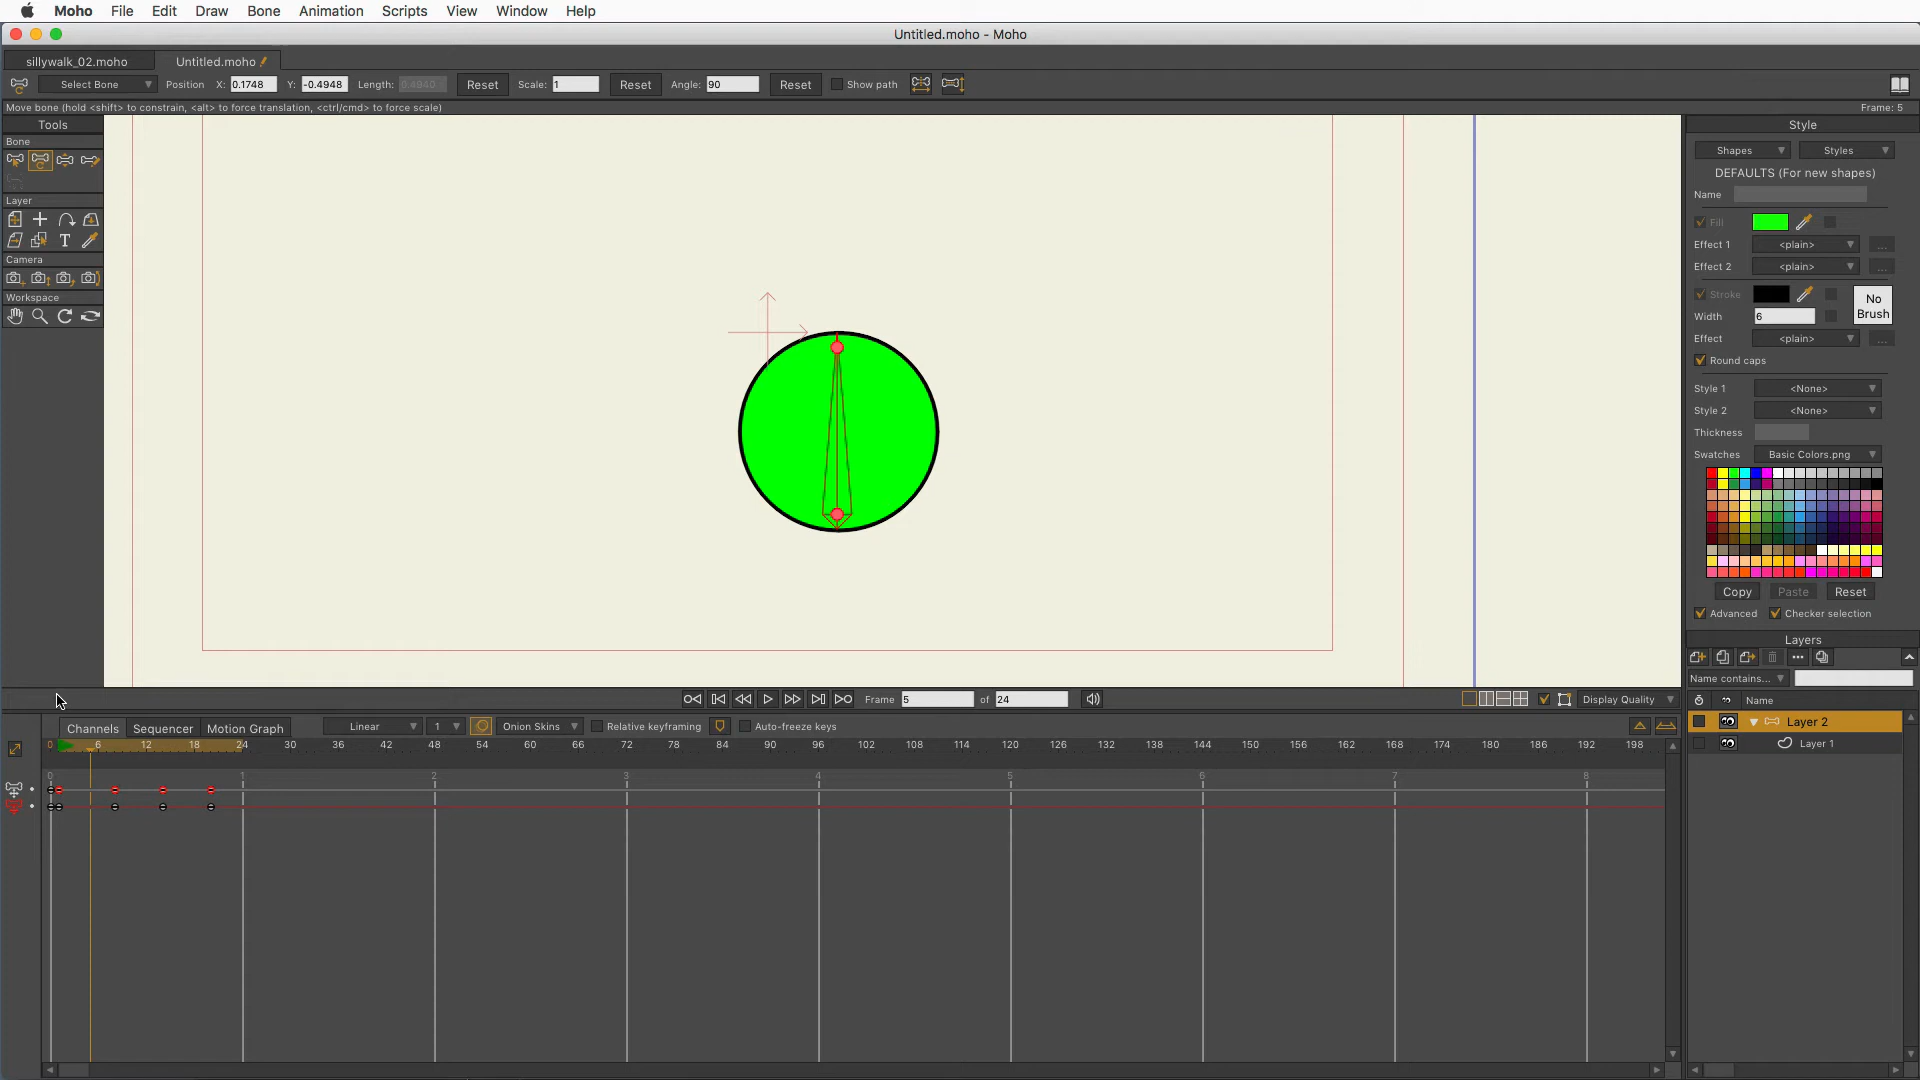 Moho File Edit Draw Bone Animation Scripts View Window Help
Untitled.moho - Moho
sillywalk_02.moho Untitled.moho
Select Bone Position X: 0.1748 Y: -0.4948 Length: 0.4940 Reset Scale: 1 Reset Angle: 90 Reset Show path
Move bone (hold <shift> to constrain, <alt> to force translation, <ctrl/cmd> to force scale) Frame: 5
Tools
Bone
Layer
T
Camera
Workspace
Style
Shapes Styles
DEFAULTS (For new shapes)
Name
Fill
Effect 1 <plain> ...
Effect 2 <plain> ...
Stroke
No
Brush
Width 6
Effect <plain> ...
Round caps
Style 1 <None>
Style 2 <None>
Thickness
Swatches Basic Colors.png
Copy Paste Reset
Advanced Checker selection
Layers
Name contains...
Name
Layer 2
Layer 1
Frame 5 of 24 Display Quality
Channels Sequencer Motion Graph Linear 1 Onion Skins Relative keyframing Auto-freeze keys
0 6 12 18 24 30 36 42 48 54 60 66 72 78 84 90 96 102 108 114 120 126 132 138 144 150 156 162 168 174 180 186 192 198
0 1 2 3 4 5 6 7 8